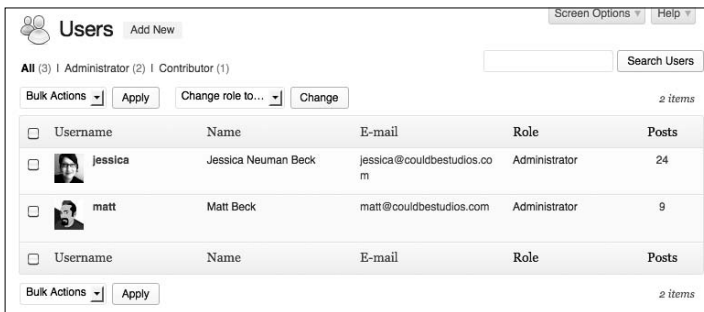 Screen Options Help
Users Add New
All (3) | Administrator (2) | Contributor (1)
Search Users
Bulk Actions Apply Change role to... Change 2 items
Username Name E-mail Role Posts
jessica Jessica Neuman Beck jessica@couldbestudios.co Administrator 24
m
matt Matt Beck matt@couldbestudios.com Administrator 9
Username Name E-mail Role Posts
Bulk Actions Apply 2 items